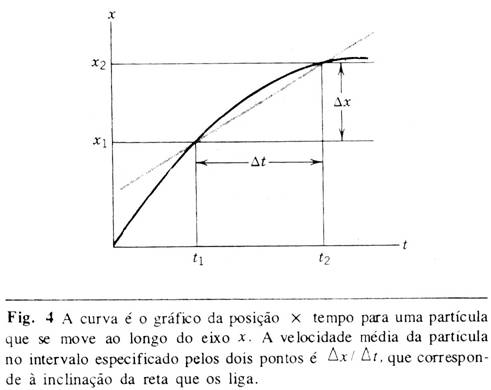 x
x2
Δx
x1
Δt
t1
t2
t
Fig. 4 A curva é o gráfico da posição × tempo para uma partícula
que se move ao longo do eixo x. A velocidade média da partícula
no intervalo especificado pelos dois pontos é Δx/Δt, que correspon-
de à inclinação da reta que os liga.